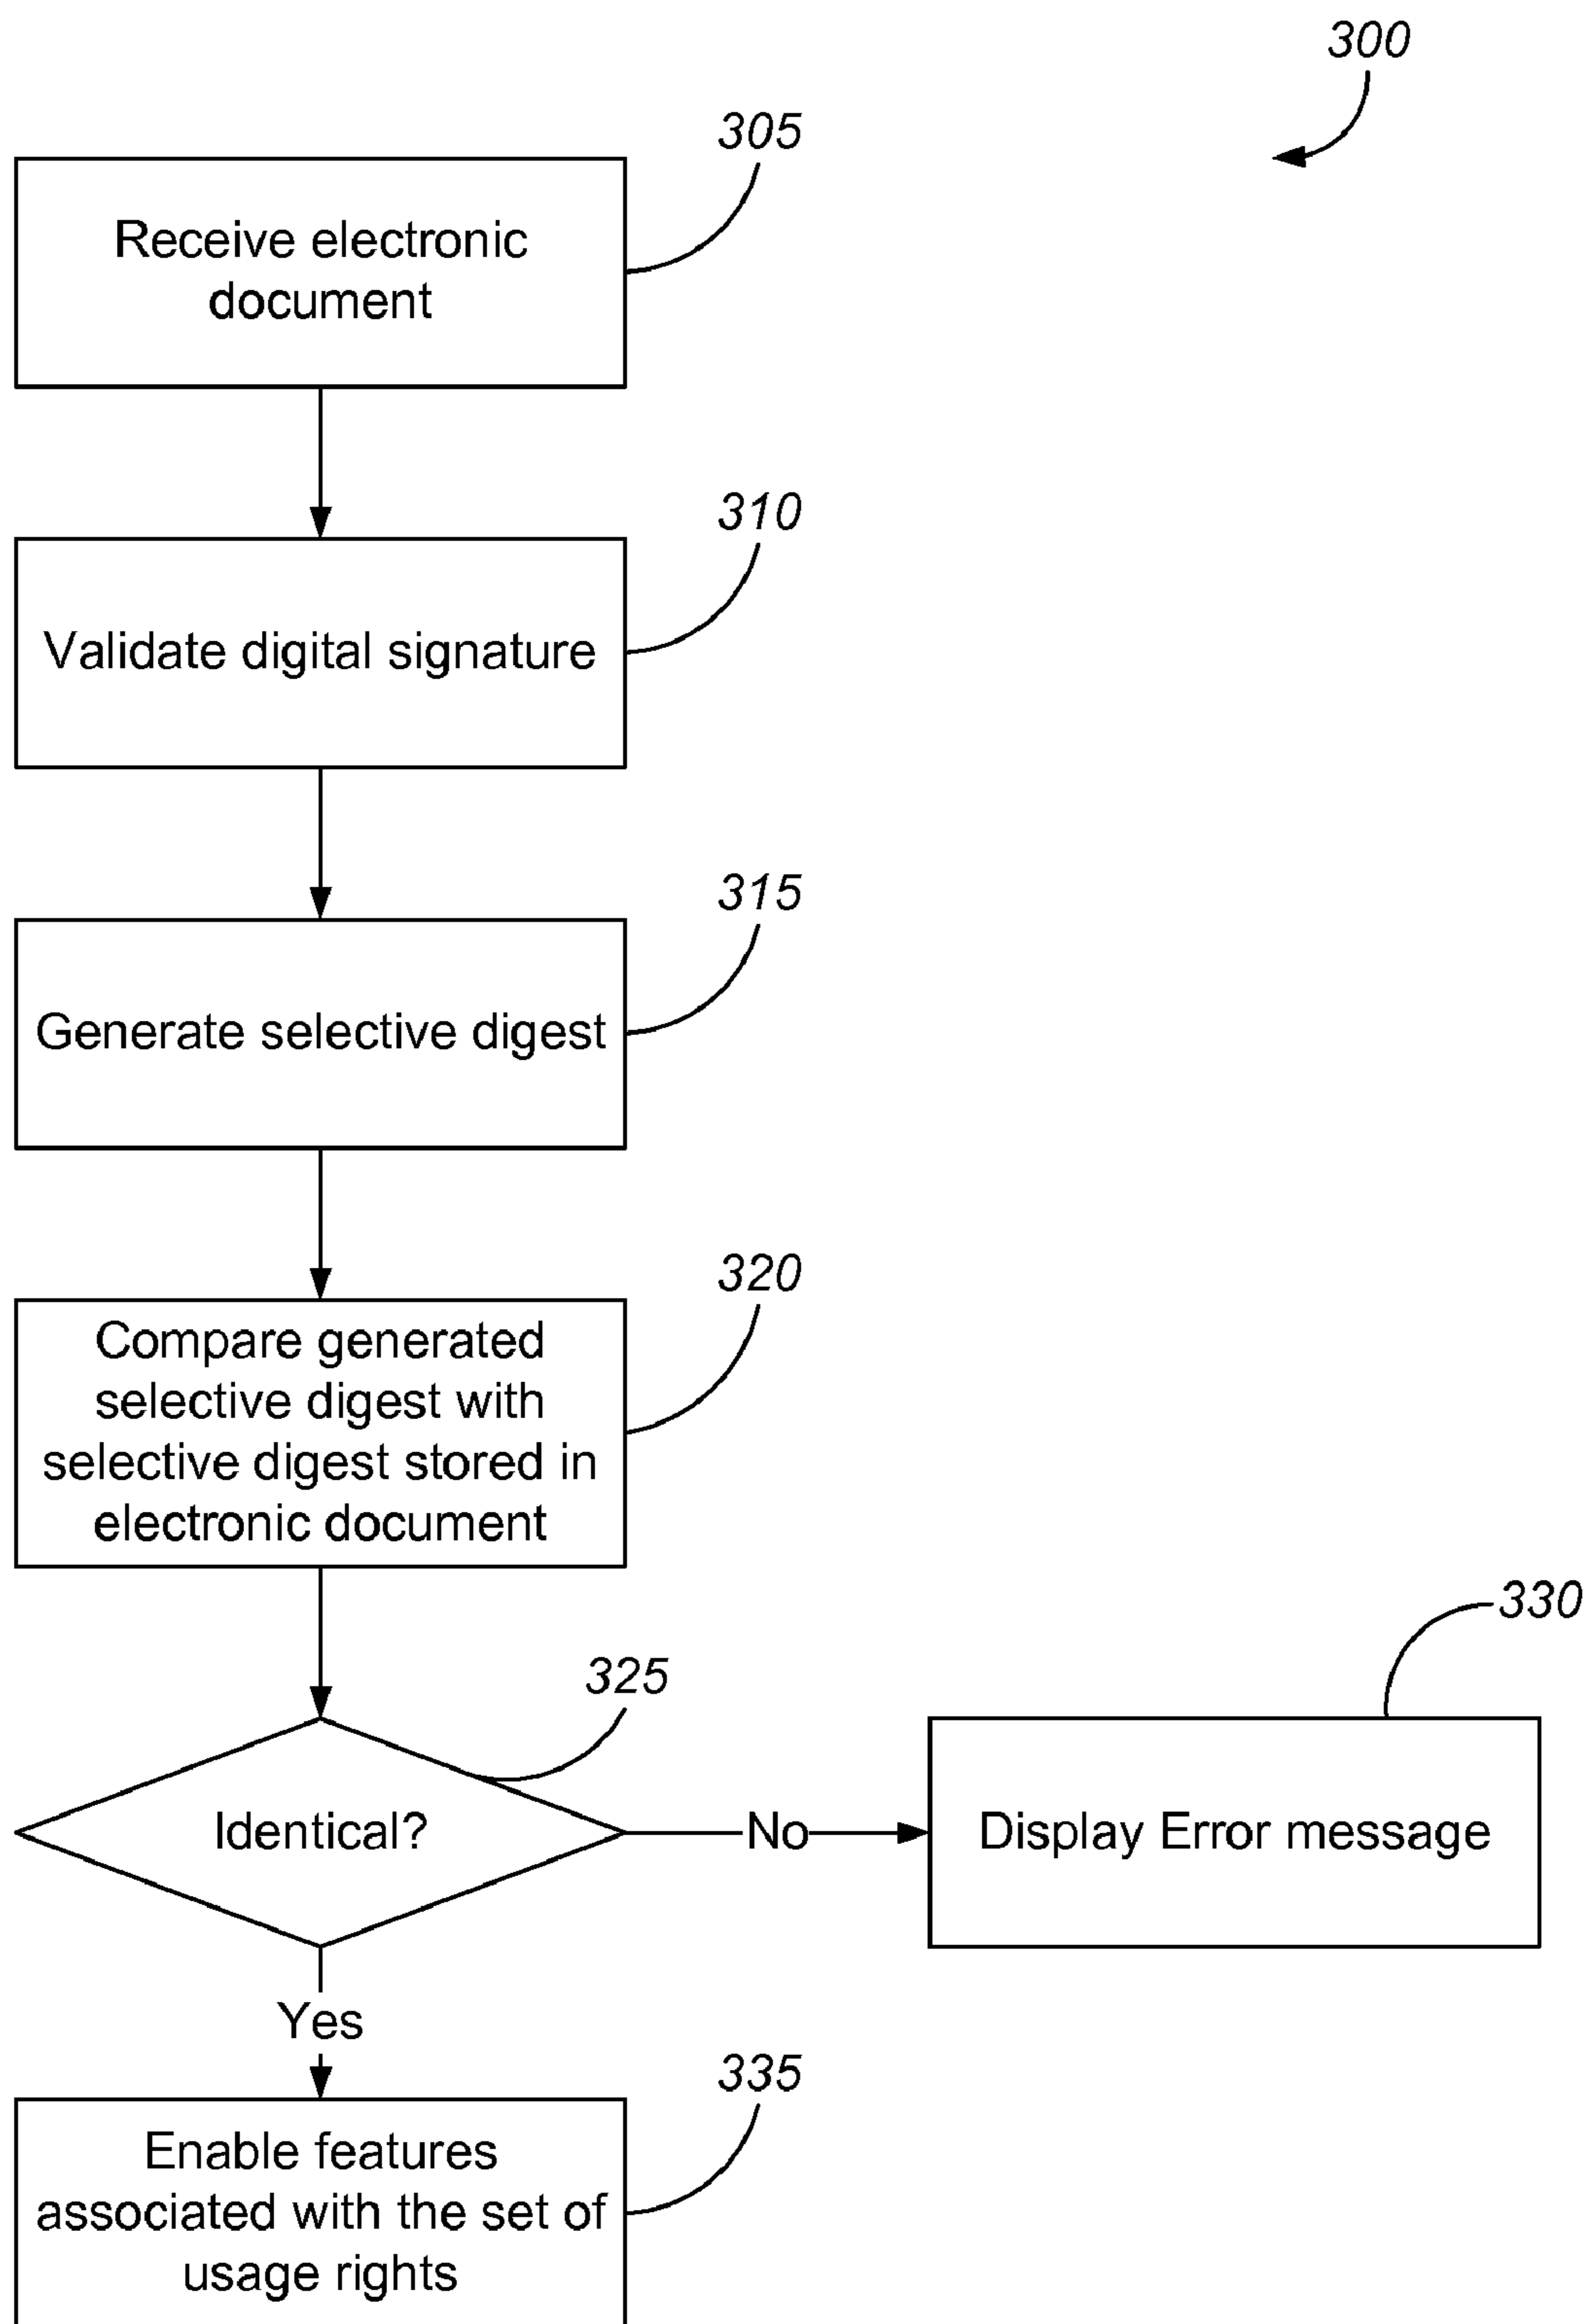 300
305
Receive electronic
document
310
Validate digital signature
315
Generate selective digest
320
Compare generated
selective digest with
selective digest stored in
electronic document
325
Identical?
No
330
Display Error message
Yes
335
Enable features
associated with the set of
usage rights